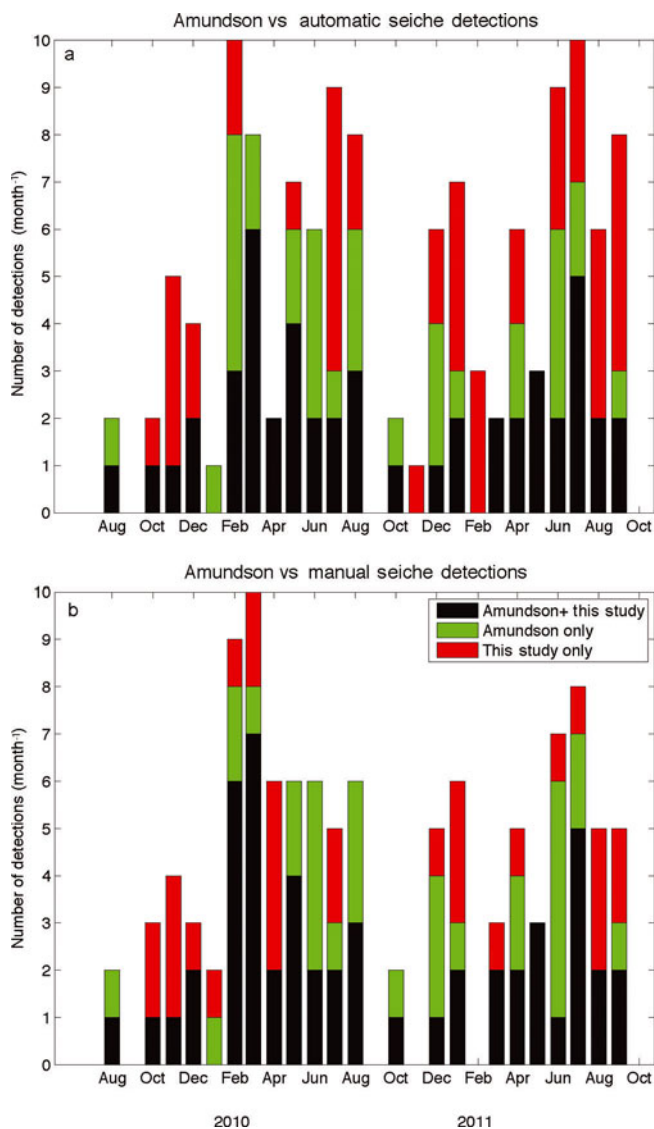 Amundson vs automatic seiche detections
a
Number of detections (month⁻¹)
10
9
8
7
6
5
4
3
2
1
0
Aug Oct Dec Feb Apr Jun Aug Oct Dec Feb Apr Jun Aug Oct
Amundson vs manual seiche detections
b
Amundson+ this study
Amundson only
This study only
Number of detections (month⁻¹)
10
9
8
7
6
5
4
3
2
1
0
Aug Oct Dec Feb Apr Jun Aug Oct Dec Feb Apr Jun Aug Oct
2010 2011